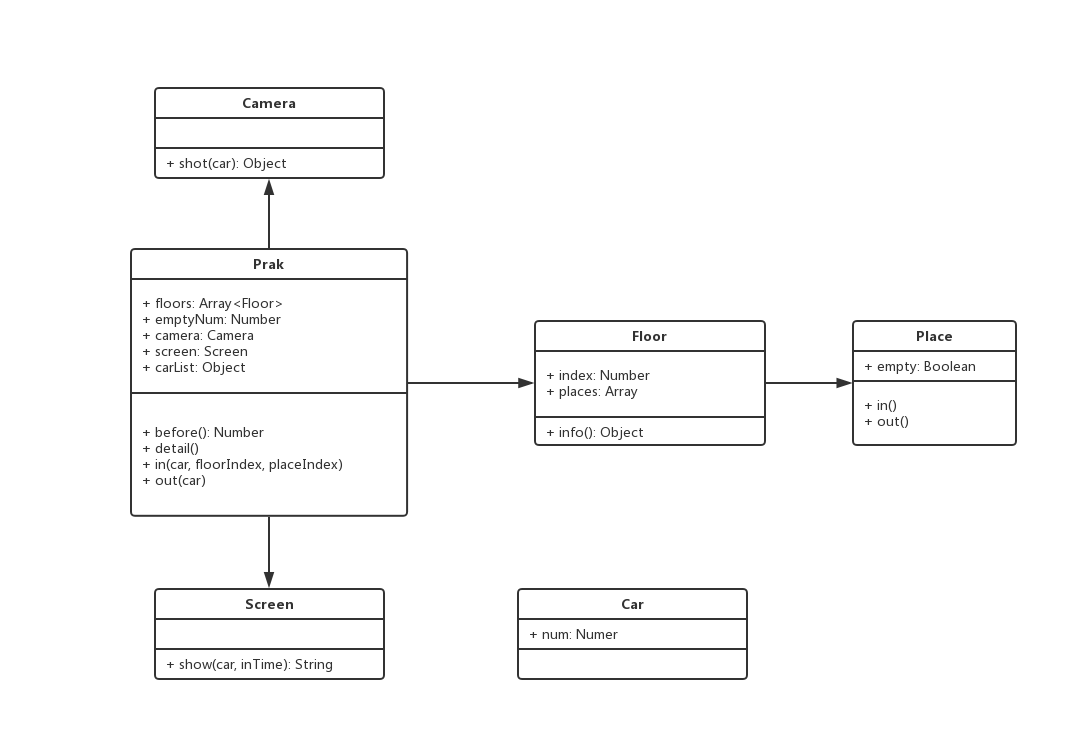 Camera
+ shot(car): Object
Prak
+ floors: Array<Floor>
+ emptyNum: Number
+ camera: Camera
+ screen: Screen
+ carList: Object
+ before(): Number
+ detail()
+ in(car, floorIndex, placeIndex)
+ out(car)
Floor
+ index: Number
+ places: Array
+ info(): Object
Place
+ empty: Boolean
+ in()
+ out()
Screen
+ show(car, inTime): String
Car
+ num: Numer